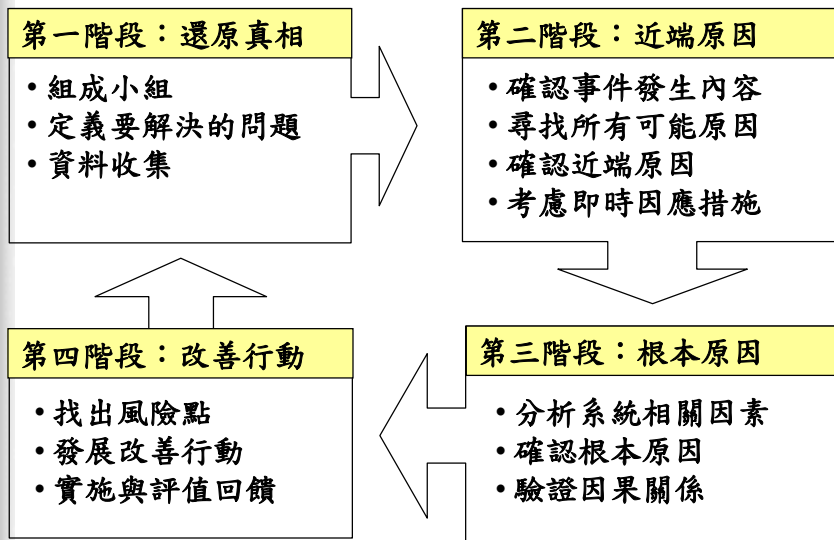 第一階段：還原真相
•組成小組
•定義要解決的問題
•資料收集
第二階段：近端原因
•確認事件發生內容
•尋找所有可能原因
•確認近端原因
•考慮即時因應措施
第三階段：根本原因
•分析系統相關因素
•確認根本原因
•驗證因果關係
第四階段：改善行動
•找出風險點
•發展改善行動
•實施與評值回饋